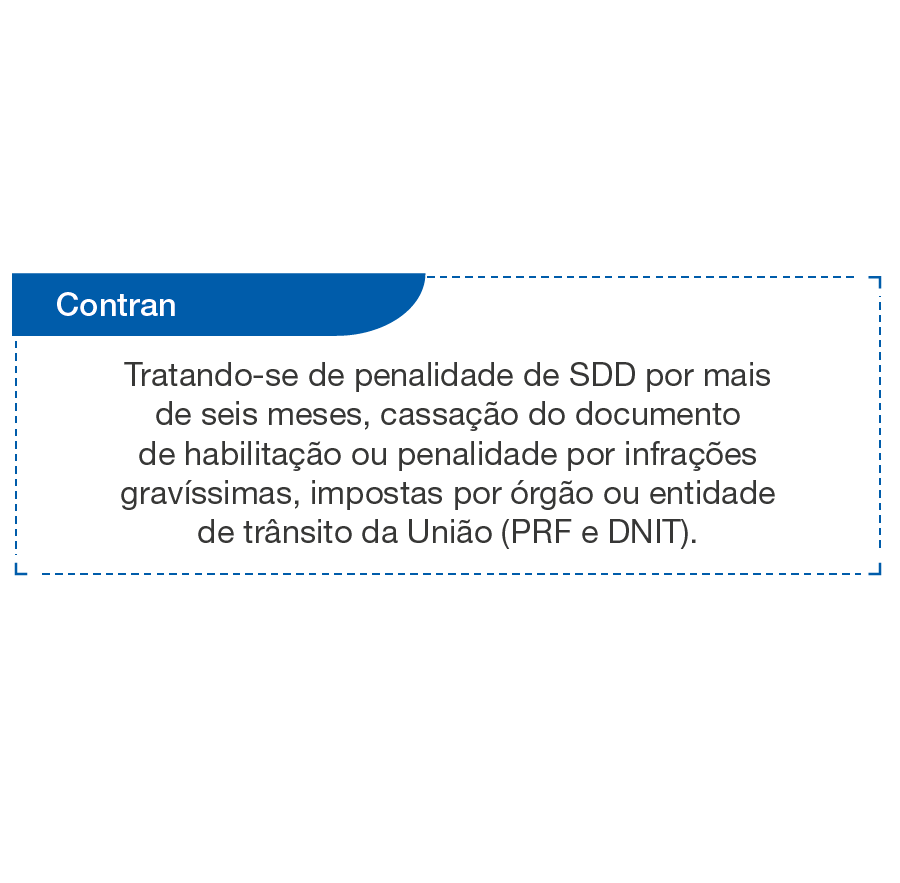 Contran
Tratando-se de penalidade de SDD por mais
de seis meses, cassação do documento
de habilitação ou penalidade por infrações
gravíssimas, impostas por órgão ou entidade
de trânsito da União (PRF e DNIT).